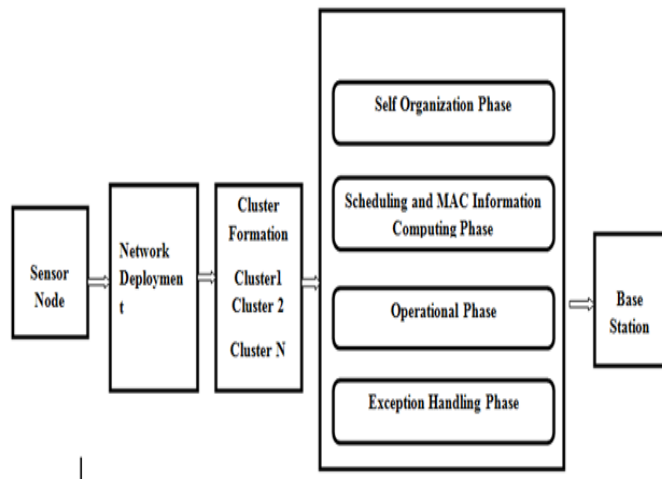 Sensor
Node
Network
Deploymen
t
Cluster
Formation
Cluster1
Cluster 2
Cluster N
Self Organization Phase
Scheduling and MAC Information
Computing Phase
Operational Phase
Exception Handling Phase
Base
Station